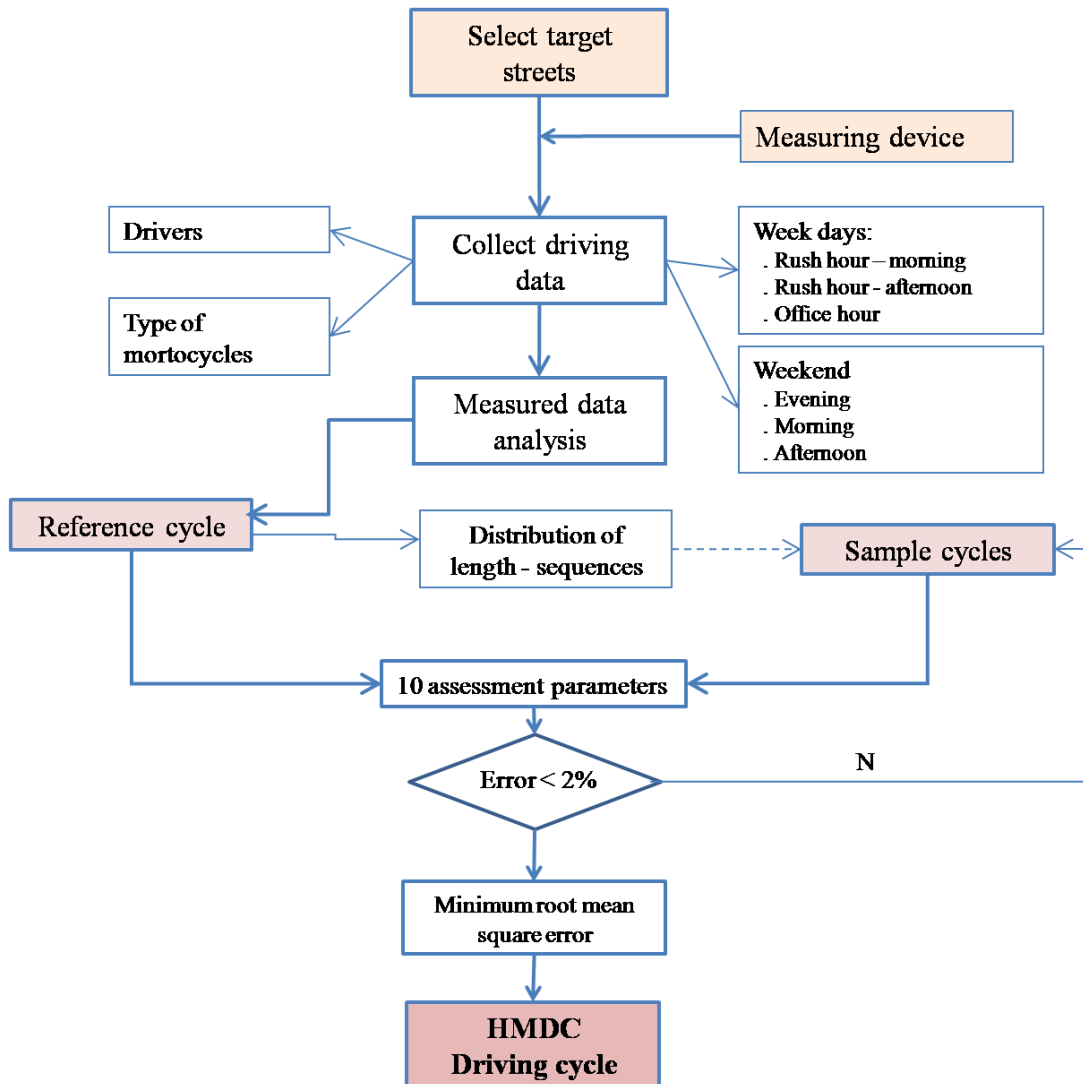 Select target
streets
Measuring device
Drivers
Collect driving
data
Week days:
. Rush hour – morning
. Rush hour - afternoon
. Office hour
Type of
mortocycles
Weekend
. Evening
. Morning
. Afternoon
Measured data
analysis
Reference cycle
Distribution of
length - sequences
Sample cycles
10 assessment parameters
Error < 2%
N
Minimum root mean
square error
HMDC
Driving cycle